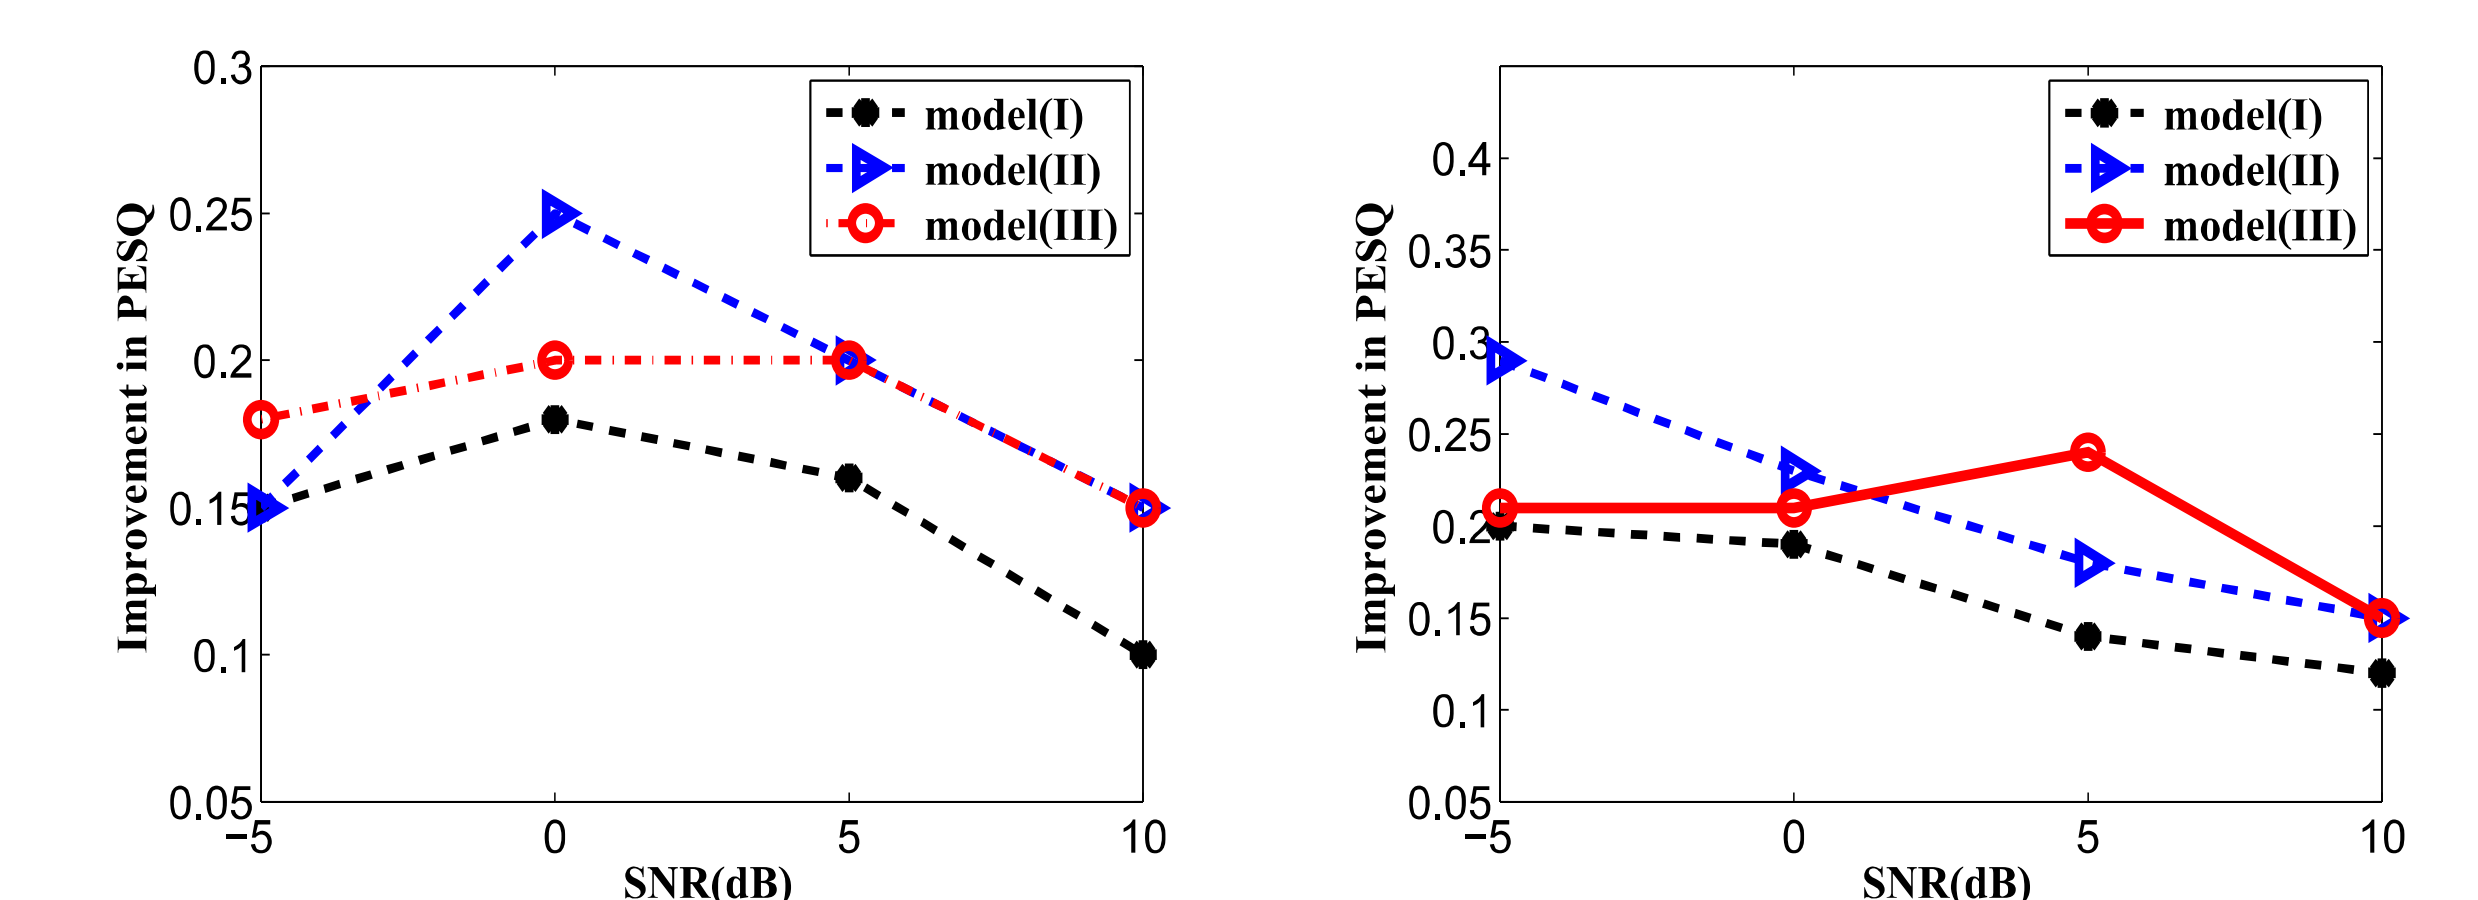 0.3
0.25
0.2
0.15
0.1
0.05
−5
0
5
10
Improvement in PESQ
SNR(dB)
model(I)
model(II)
model(III)
0.4
0.35
0.3
0.25
0.2
0.15
0.1
0.05
−5
0
5
10
Improvement in PESQ
SNR(dB)
model(I)
model(II)
model(III)